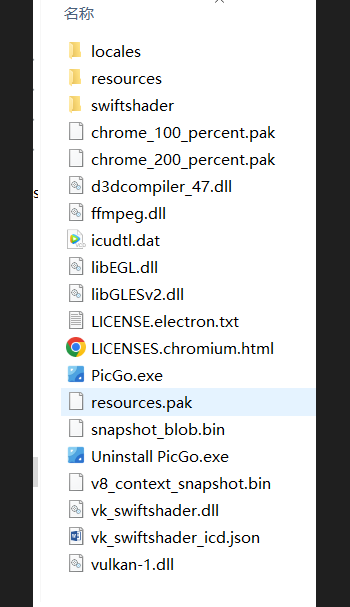 名称
locales
resources
swiftshader
chrome_100_percent.pak
chrome_200_percent.pak
d3dcompiler_47.dll
ffmpeg.dll
icudtl.dat
libEGL.dll
libGLESv2.dll
LICENSE.electron.txt
LICENSES.chromium.html
PicGo.exe
resources.pak
snapshot_blob.bin
Uninstall PicGo.exe
v8_context_snapshot.bin
vk_swiftshader.dll
vk_swiftshader_icd.json
vulkan-1.dll